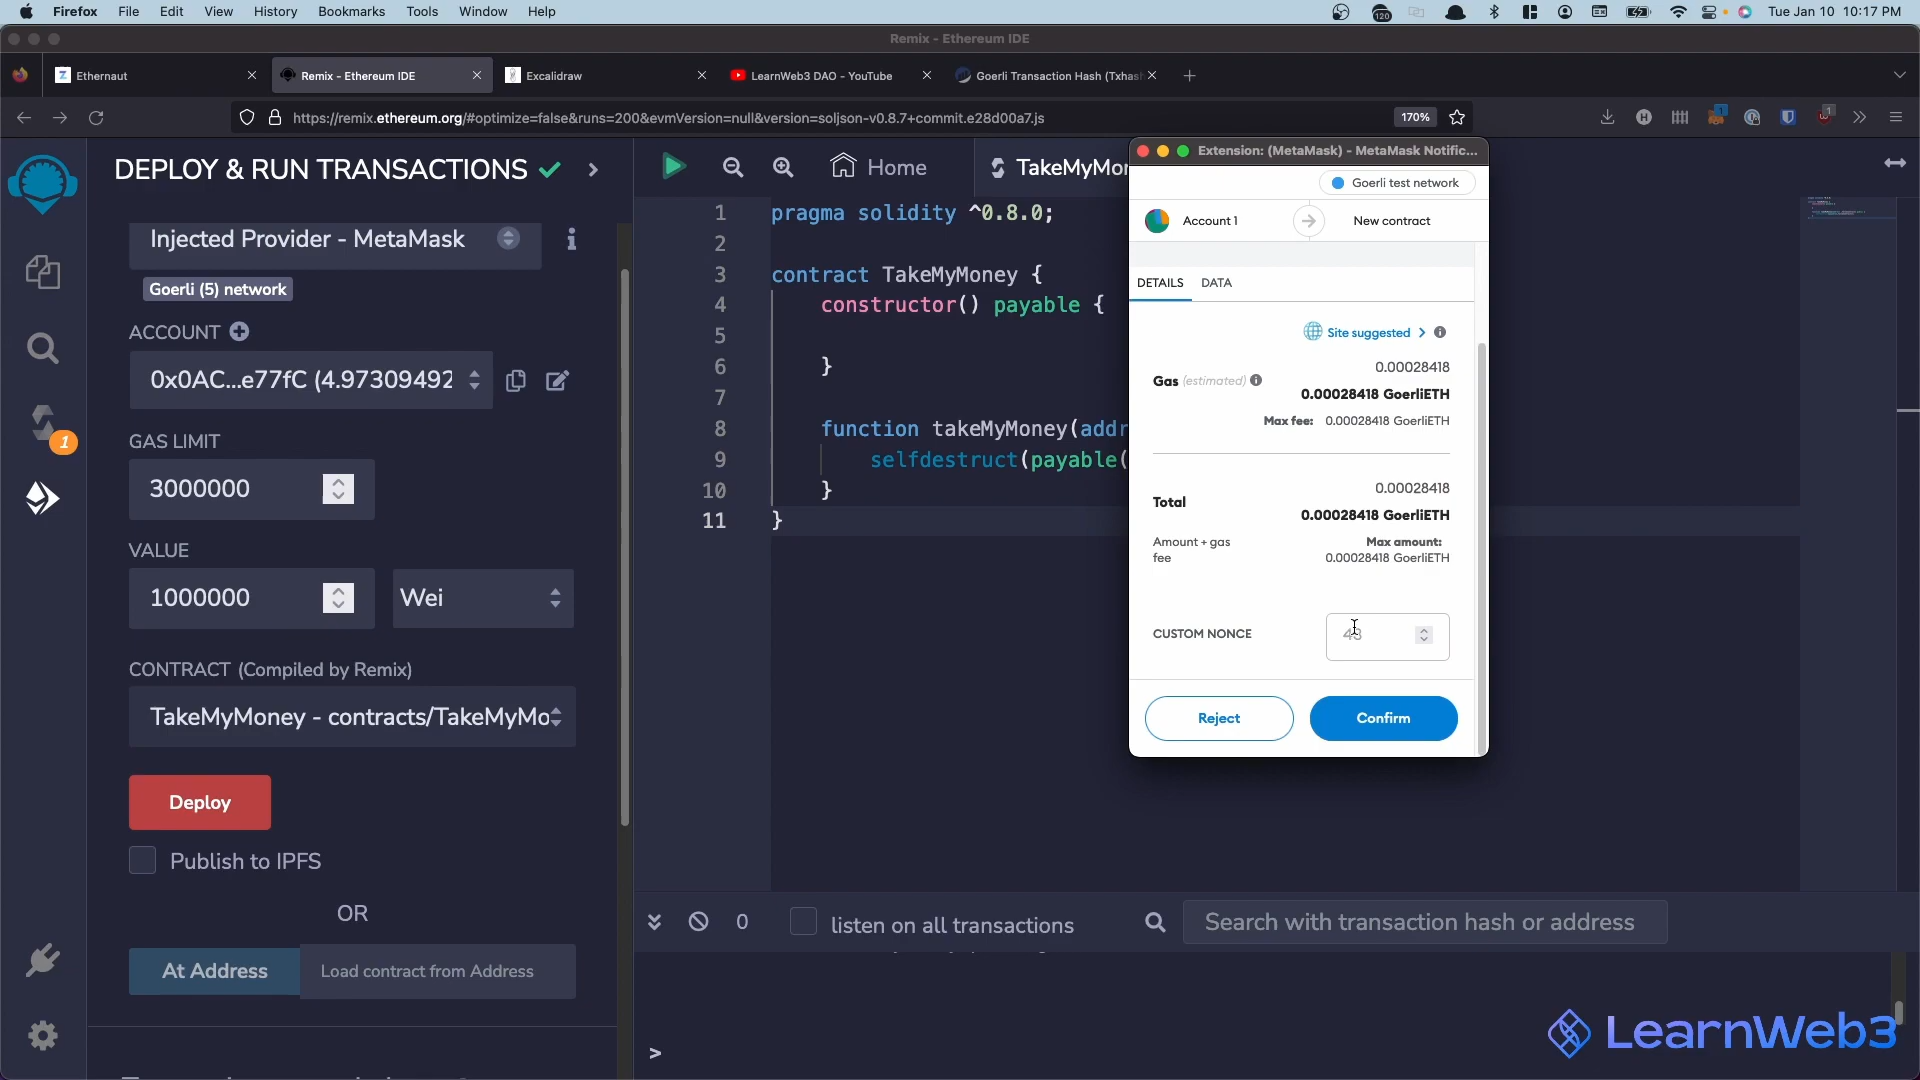 Firefox File Edit View History Bookmarks Tools Window Help
120
Tue Jan 10 10:17 PM
Remix - Ethereum IDE
Ethernaut
Remix - Ethereum IDE
Excalidraw
LearnWeb3 DAO - YouTube
Goerli Transaction Hash (Txhas
https://remix.ethereum.org/#optimize=false&runs=200&evmVersion=null&version=soljson-v0.8.7+commit.e28d00a7.js
170%
DEPLOY & RUN TRANSACTIONS
Injected Provider - MetaMask
Goerli (5) network
ACCOUNT
0x0AC...e77fC (4.97309492
GAS LIMIT
3000000
VALUE
1000000
Wei
CONTRACT (Compiled by Remix)
TakeMyMoney - contracts/TakeMyMo
Deploy
Publish to IPFS
OR
At Address
Load contract from Address
1
Home
TakeMyMon
1 pragma solidity ^0.8.0;
2
3 contract TakeMyMoney {
4 constructor() payable {
5
6 }
7
8 function takeMyMoney(addr
9 selfdestruct(payable(
10 }
11 }
Extension: (MetaMask) - MetaMask Notific...
Goerli test network
Account 1
New contract
DETAILS
DATA
Site suggested
0.00028418
Gas (estimated)
0.00028418 GoerliETH
Max fee: 0.00028418 GoerliETH
0.00028418
Total
0.00028418 GoerliETH
Amount + gas fee
Max amount:
0.00028418 GoerliETH
CUSTOM NONCE
Reject
Confirm
0
listen on all transactions
Search with transaction hash or address
>
LearnWeb3